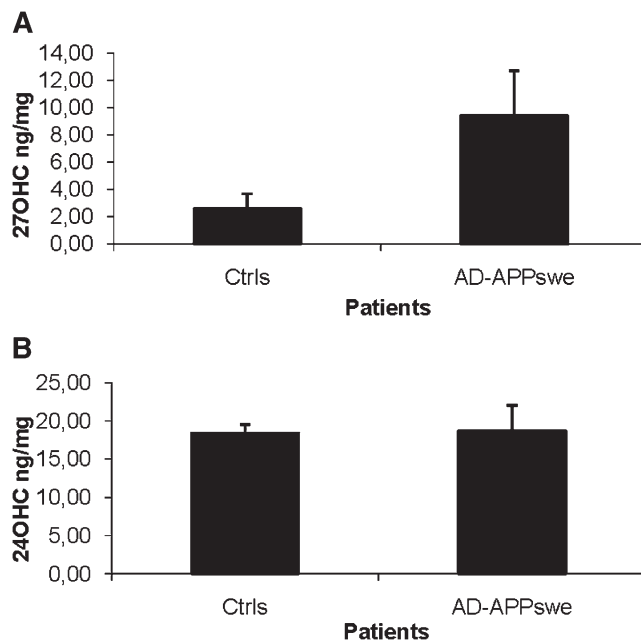 A
27OHC ng/mg
14,00
12,00
10,00
8,00
6,00
4,00
2,00
0,00
Ctrls
AD-APPswe
Patients
B
24OHC ng/mg
25,00
20,00
15,00
10,00
5,00
0,00
Ctrls
AD-APPswe
Patients